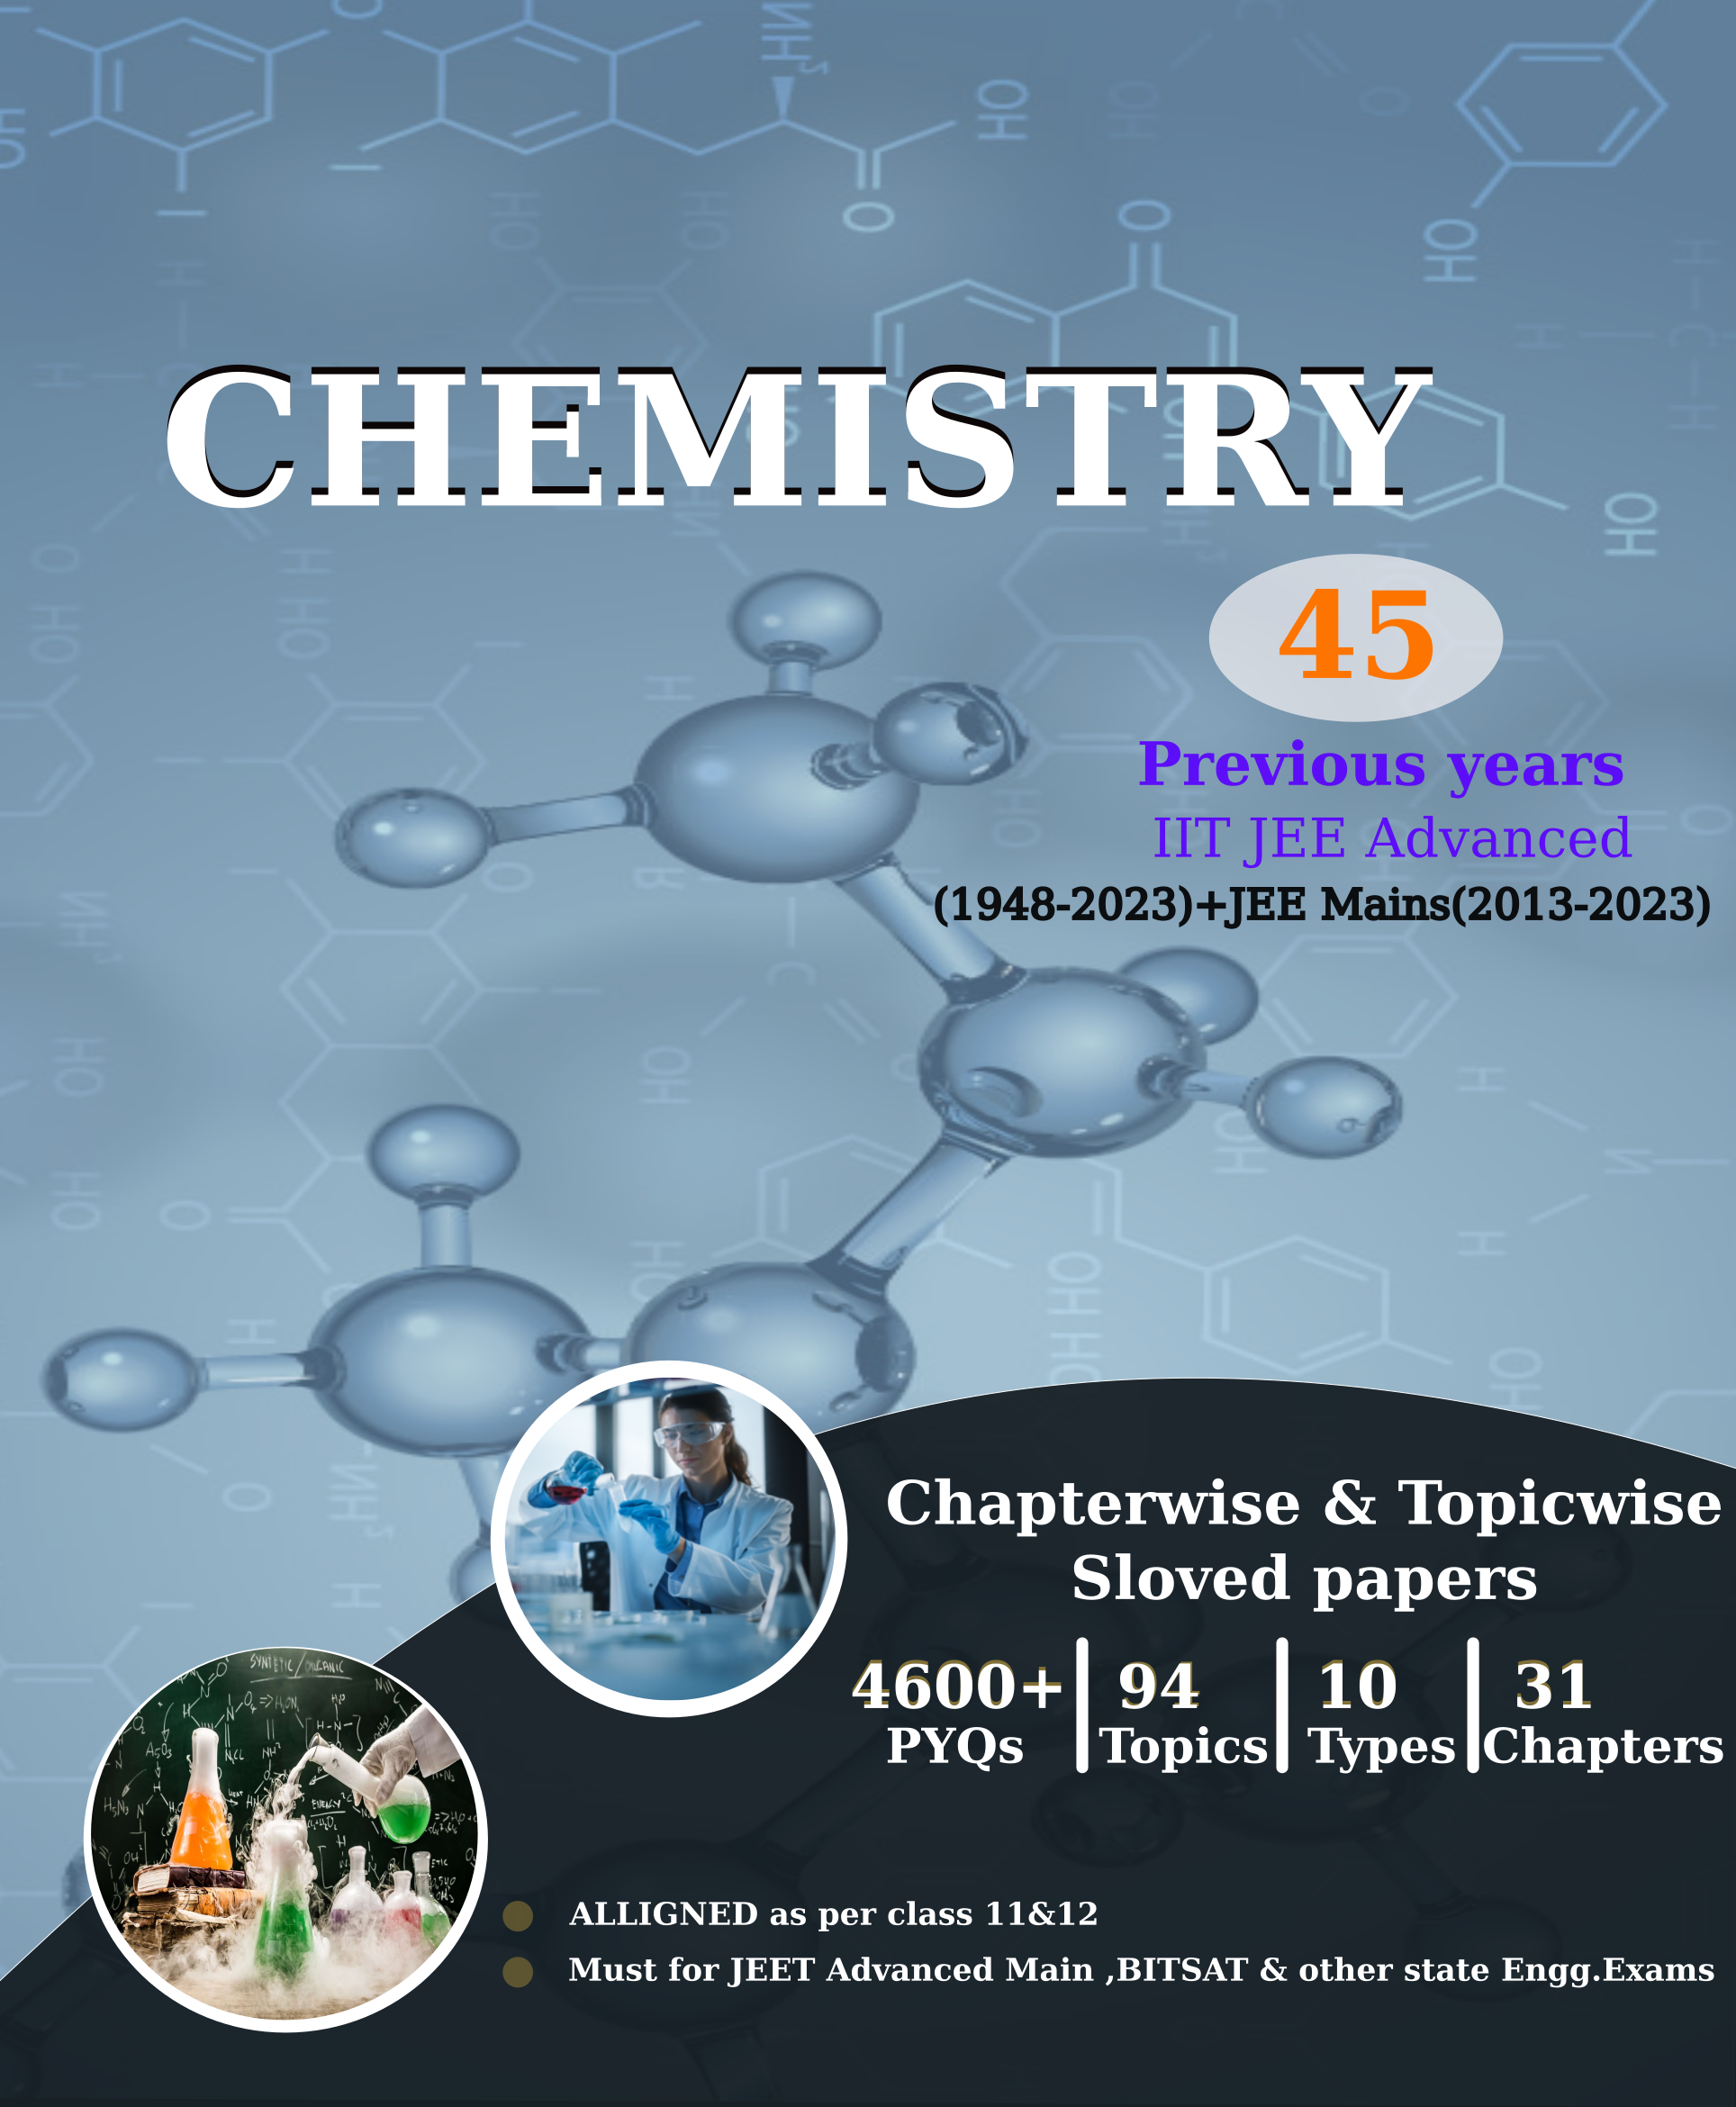 CHEMISTRY
45
Previous years
IIT JEE Advanced
(1948-2023)+JEE Mains(2013-2023)
Chapterwise & Topicwise
Sloved papers
4600+ 94 10 31
PYQs Topics Types Chapters
ALLIGNED as per class 11&12
Must for JEET Advanced Main ,BITSAT & other state Engg.Exams